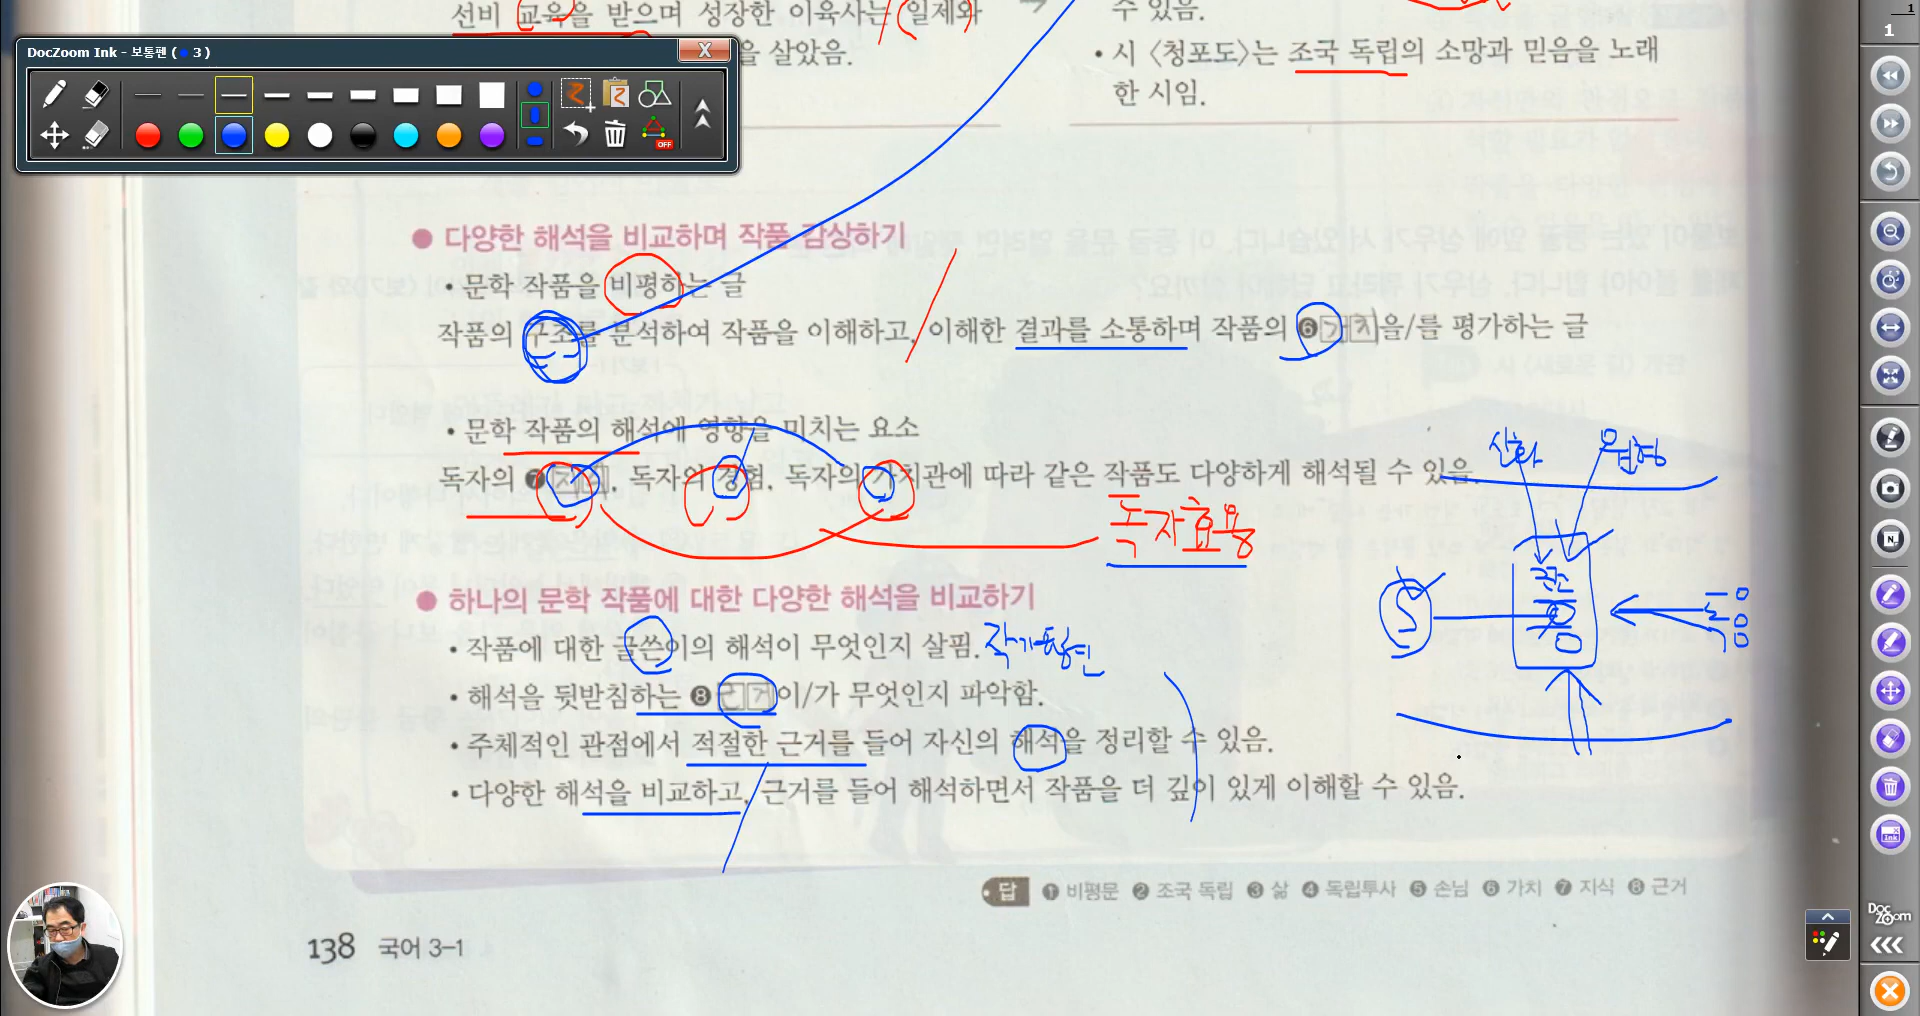 선비 교육을 받으며 성장한 이육사는 일제와
을 살았음.
수 있음.
• 시 〈청포도〉는 조국 독립의 소망과 믿음을 노래
한 시임.
DocZoom Ink - 보통펜 ( 3 )
X
OFF
1
1
● 다양한 해석을 비교하며 작품 감상하기
• 문학 작품을 비평하는 글
작품의 구조를 분석하여 작품을 이해하고, 이해한 결과를 소통하며 작품의 ❻ㄱㅊ을/를 평가하는 글
• 문학 작품의 해석에 영향을 미치는 요소
독자의 ❼ㅈㅅ, 독자의 경험, 독자의 가치관에 따라 같은 작품도 다양하게 해석될 수 있음.
독자효용
● 하나의 문학 작품에 대한 다양한 해석을 비교하기
• 작품에 대한 글쓴이의 해석이 무엇인지 살핌.
• 해석을 뒷받침하는 ❽ㄱㄱ이/가 무엇인지 파악함.
• 주체적인 관점에서 적절한 근거를 들어 자신의 해석을 정리할 수 있음.
• 다양한 해석을 비교하고, 근거를 들어 해석하면서 작품을 더 깊이 있게 이해할 수 있음.
신화
원형
답 ❶ 비평문 ❷ 조국 독립 ❸ 삶 ❹ 독립투사 ❺ 손님 ❻ 가치 ❼ 지식 ❽ 근거
138 국어 3–1
N
Ink
Doc Zoom